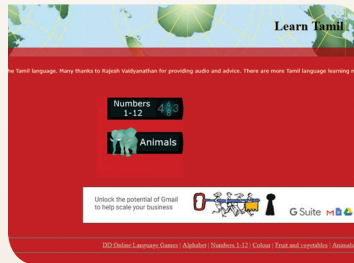 Learn Tamil
he Tamil language. Many thanks to Rajesh Vaidyanathan for providing audio and advice. There are more Tamil language learning
Numbers
1-12
Animals
Unlock the potential of Gmail
to help scale your business
G Suite
DD Online Language Games | Alphabet | Numbers 1-12 | Colour | Fruit and vegetables | Animals